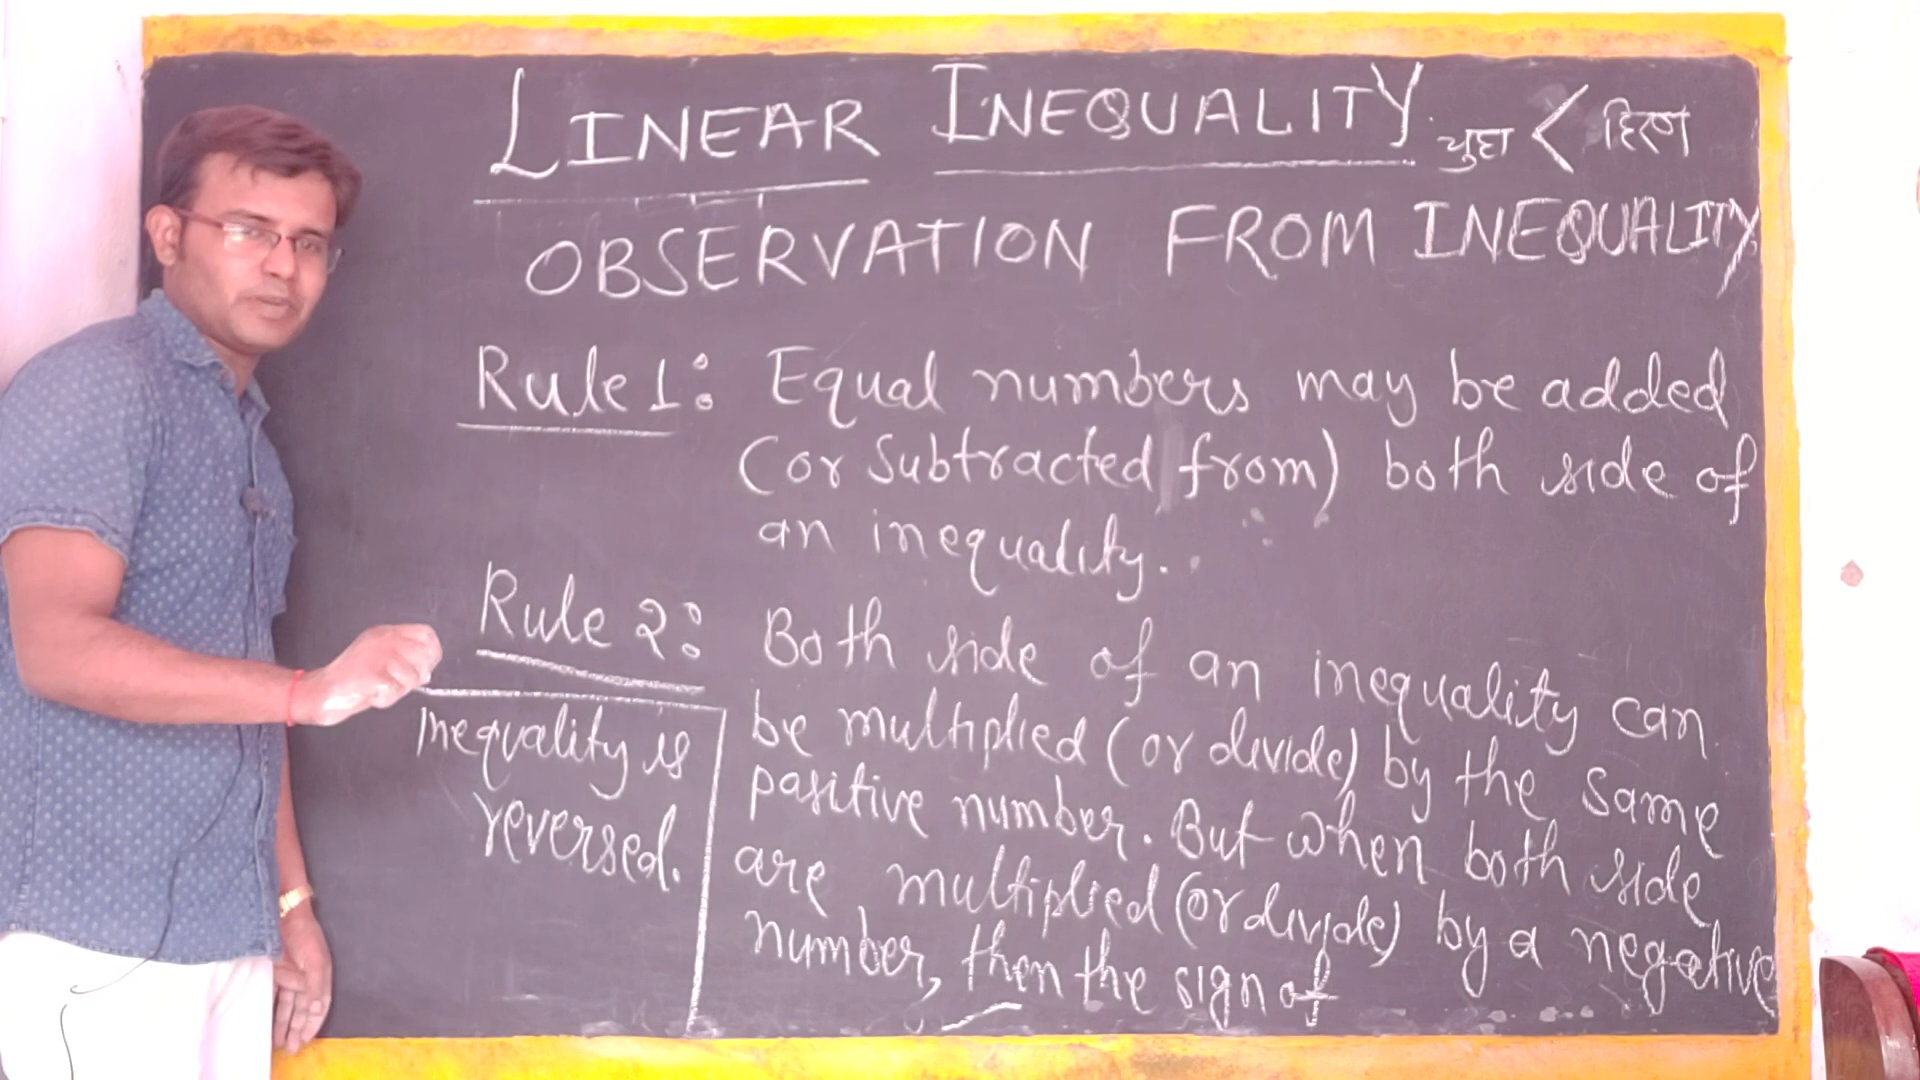 LINEAR INEQUALITY. चुहा < हिरण
OBSERVATION FROM INEQUALITY
Rule 1: Equal numbers may be added
(or Subtracted from) both side of
an inequality.
Rule 2: Both side of an inequality can
be multiplied (or divide) by the same
positive number. But when both side
are multiplied (or divide) by a negative
number, then the sign of
inequality is
reversed.